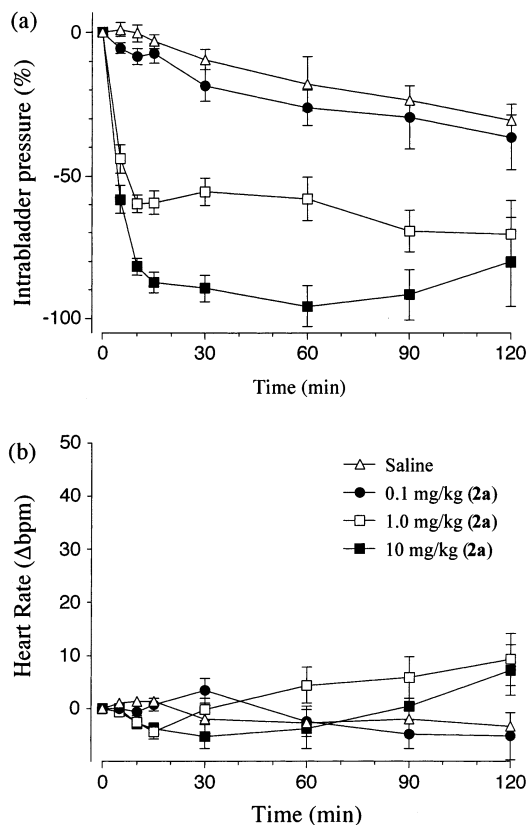 (a)
Intrabladder pressure (%)
0
-50
-100
0 30 60 90 120
Time (min)
(b)
Heart Rate (Δbpm)
50
40
30
20
10
0
Saline
0.1 mg/kg (2a)
1.0 mg/kg (2a)
10 mg/kg (2a)
0 30 60 90 120
Time (min)